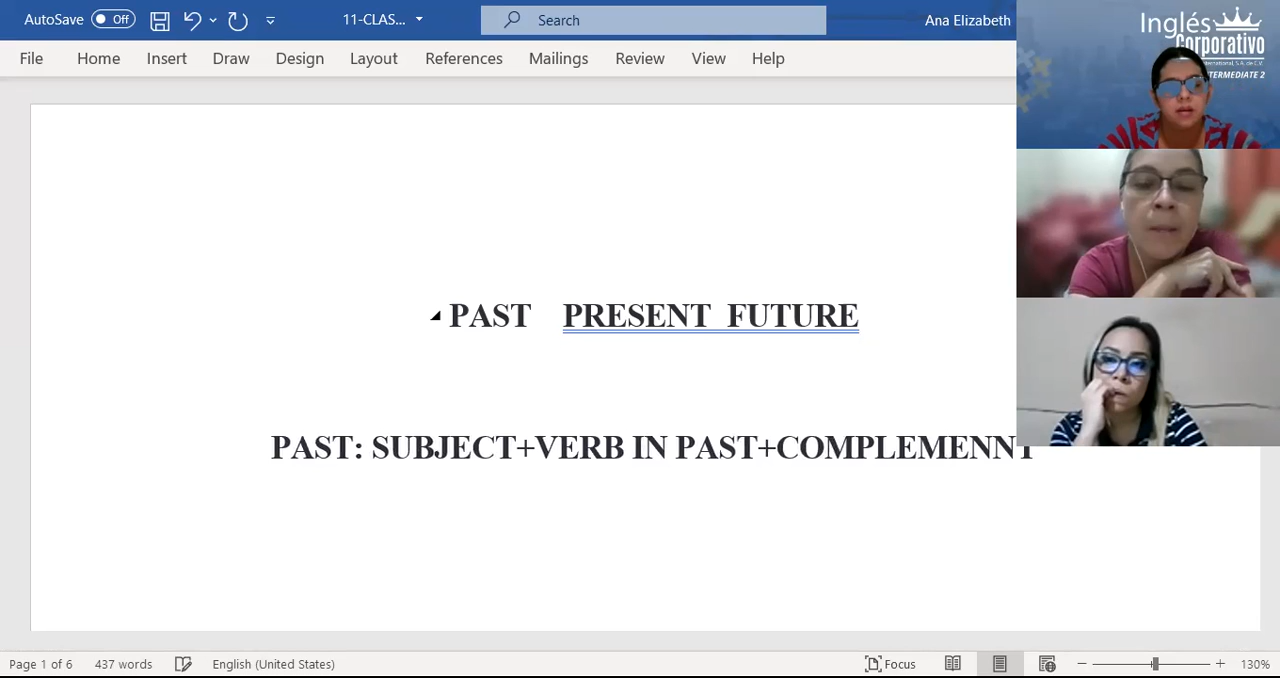 AutoSave Off 11-CLAS... Search Ana Elizabeth
File Home Insert Draw Design Layout References Mailings Review View Help
Inglés
Corporativo
International, S.A. de C.V.
TERMEDIATE 2
PAST PRESENT FUTURE
PAST: SUBJECT+VERB IN PAST+COMPLEMENNT
Page 1 of 6 437 words English (United States) Focus 130%